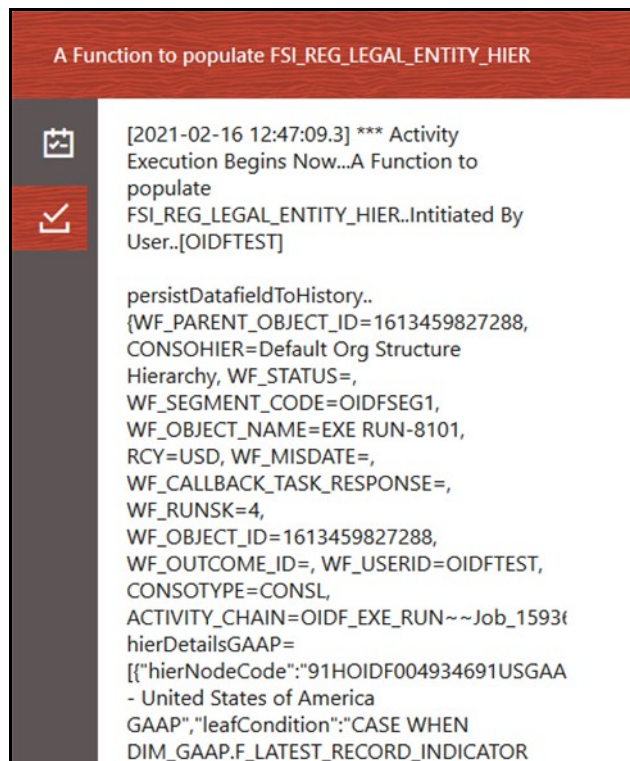 A Function to populate FSI_REG_LEGAL_ENTITY_HIER
[2021-02-16 12:47:09.3] *** Activity
Execution Begins Now...A Function to
populate
FSI_REG_LEGAL_ENTITY_HIER..Intitiated By
User..[OIDFTEST]
persistDatafieldToHistory..
{WF_PARENT_OBJECT_ID=1613459827288,
CONSOHIER=Default Org Structure
Hierarchy, WF_STATUS=,
WF_SEGMENT_CODE=OIDFSEG1,
WF_OBJECT_NAME=EXE RUN-8101,
RCY=USD, WF_MISDATE=,
WF_CALLBACK_TASK_RESPONSE=,
WF_RUNSK=4,
WF_OBJECT_ID=1613459827288,
WF_OUTCOME_ID=, WF_USERID=OIDFTEST,
CONSOTYPE=CONSL,
ACTIVITY_CHAIN=OIDF_EXE_RUN~~Job_1593
hierDetailsGAAP=
[{"hierNodeCode":"91HOIDF004934691USGAA
- United States of America
GAAP","leafCondition":"CASE WHEN
DIM_GAAP.F_LATEST_RECORD_INDICATOR